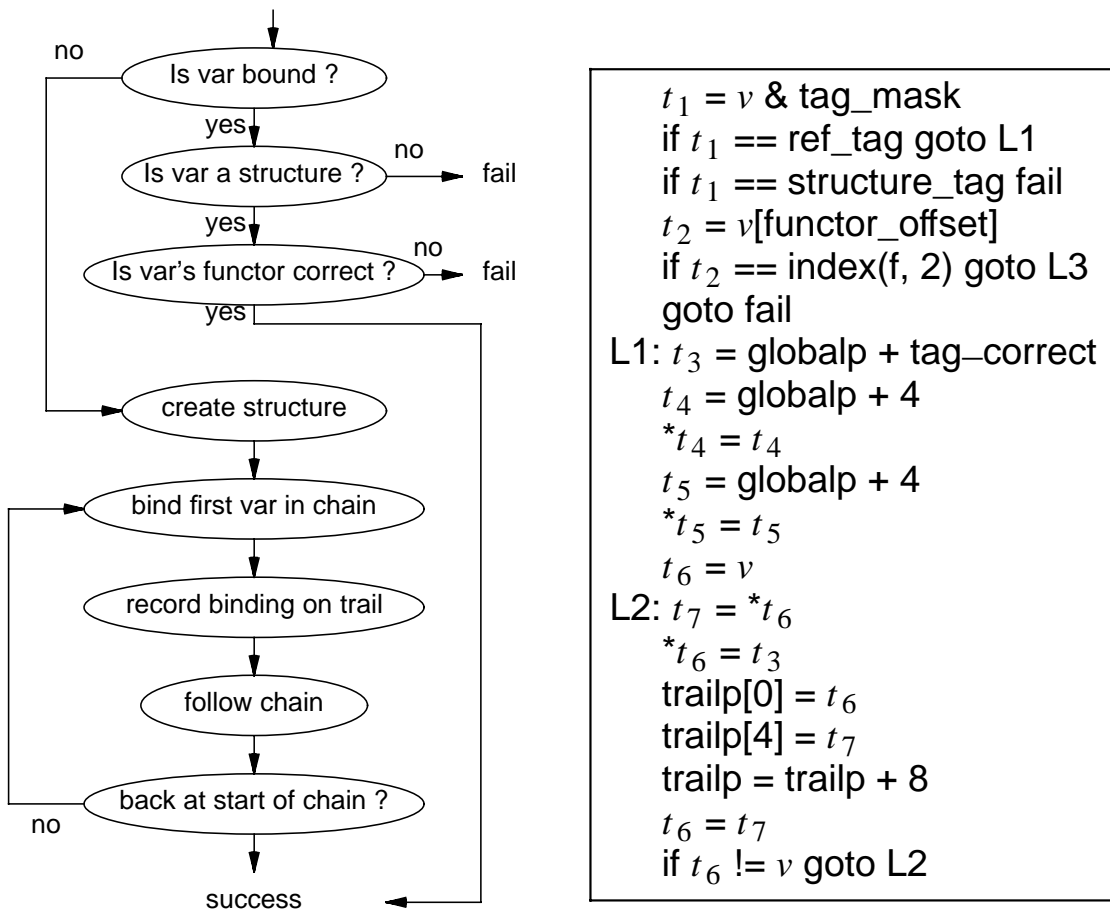 no
Is var bound ?
yes
no
Is var a structure ?
fail
yes
no
Is var's functor correct ?
fail
yes
create structure
bind first var in chain
record binding on trail
follow chain
back at start of chain ?
no
success
t1 = v & tag_mask
if t1 == ref_tag goto L1
if t1 == structure_tag fail
t2 = v[functor_offset]
if t2 == index(f, 2) goto L3
goto fail
L1: t3 = globalp + tag–correct
t4 = globalp + 4
*t4 = t4
t5 = globalp + 4
*t5 = t5
t6 = v
L2: t7 = *t6
*t6 = t3
trailp[0] = t6
trailp[4] = t7
trailp = trailp + 8
t6 = t7
if t6 != v goto L2